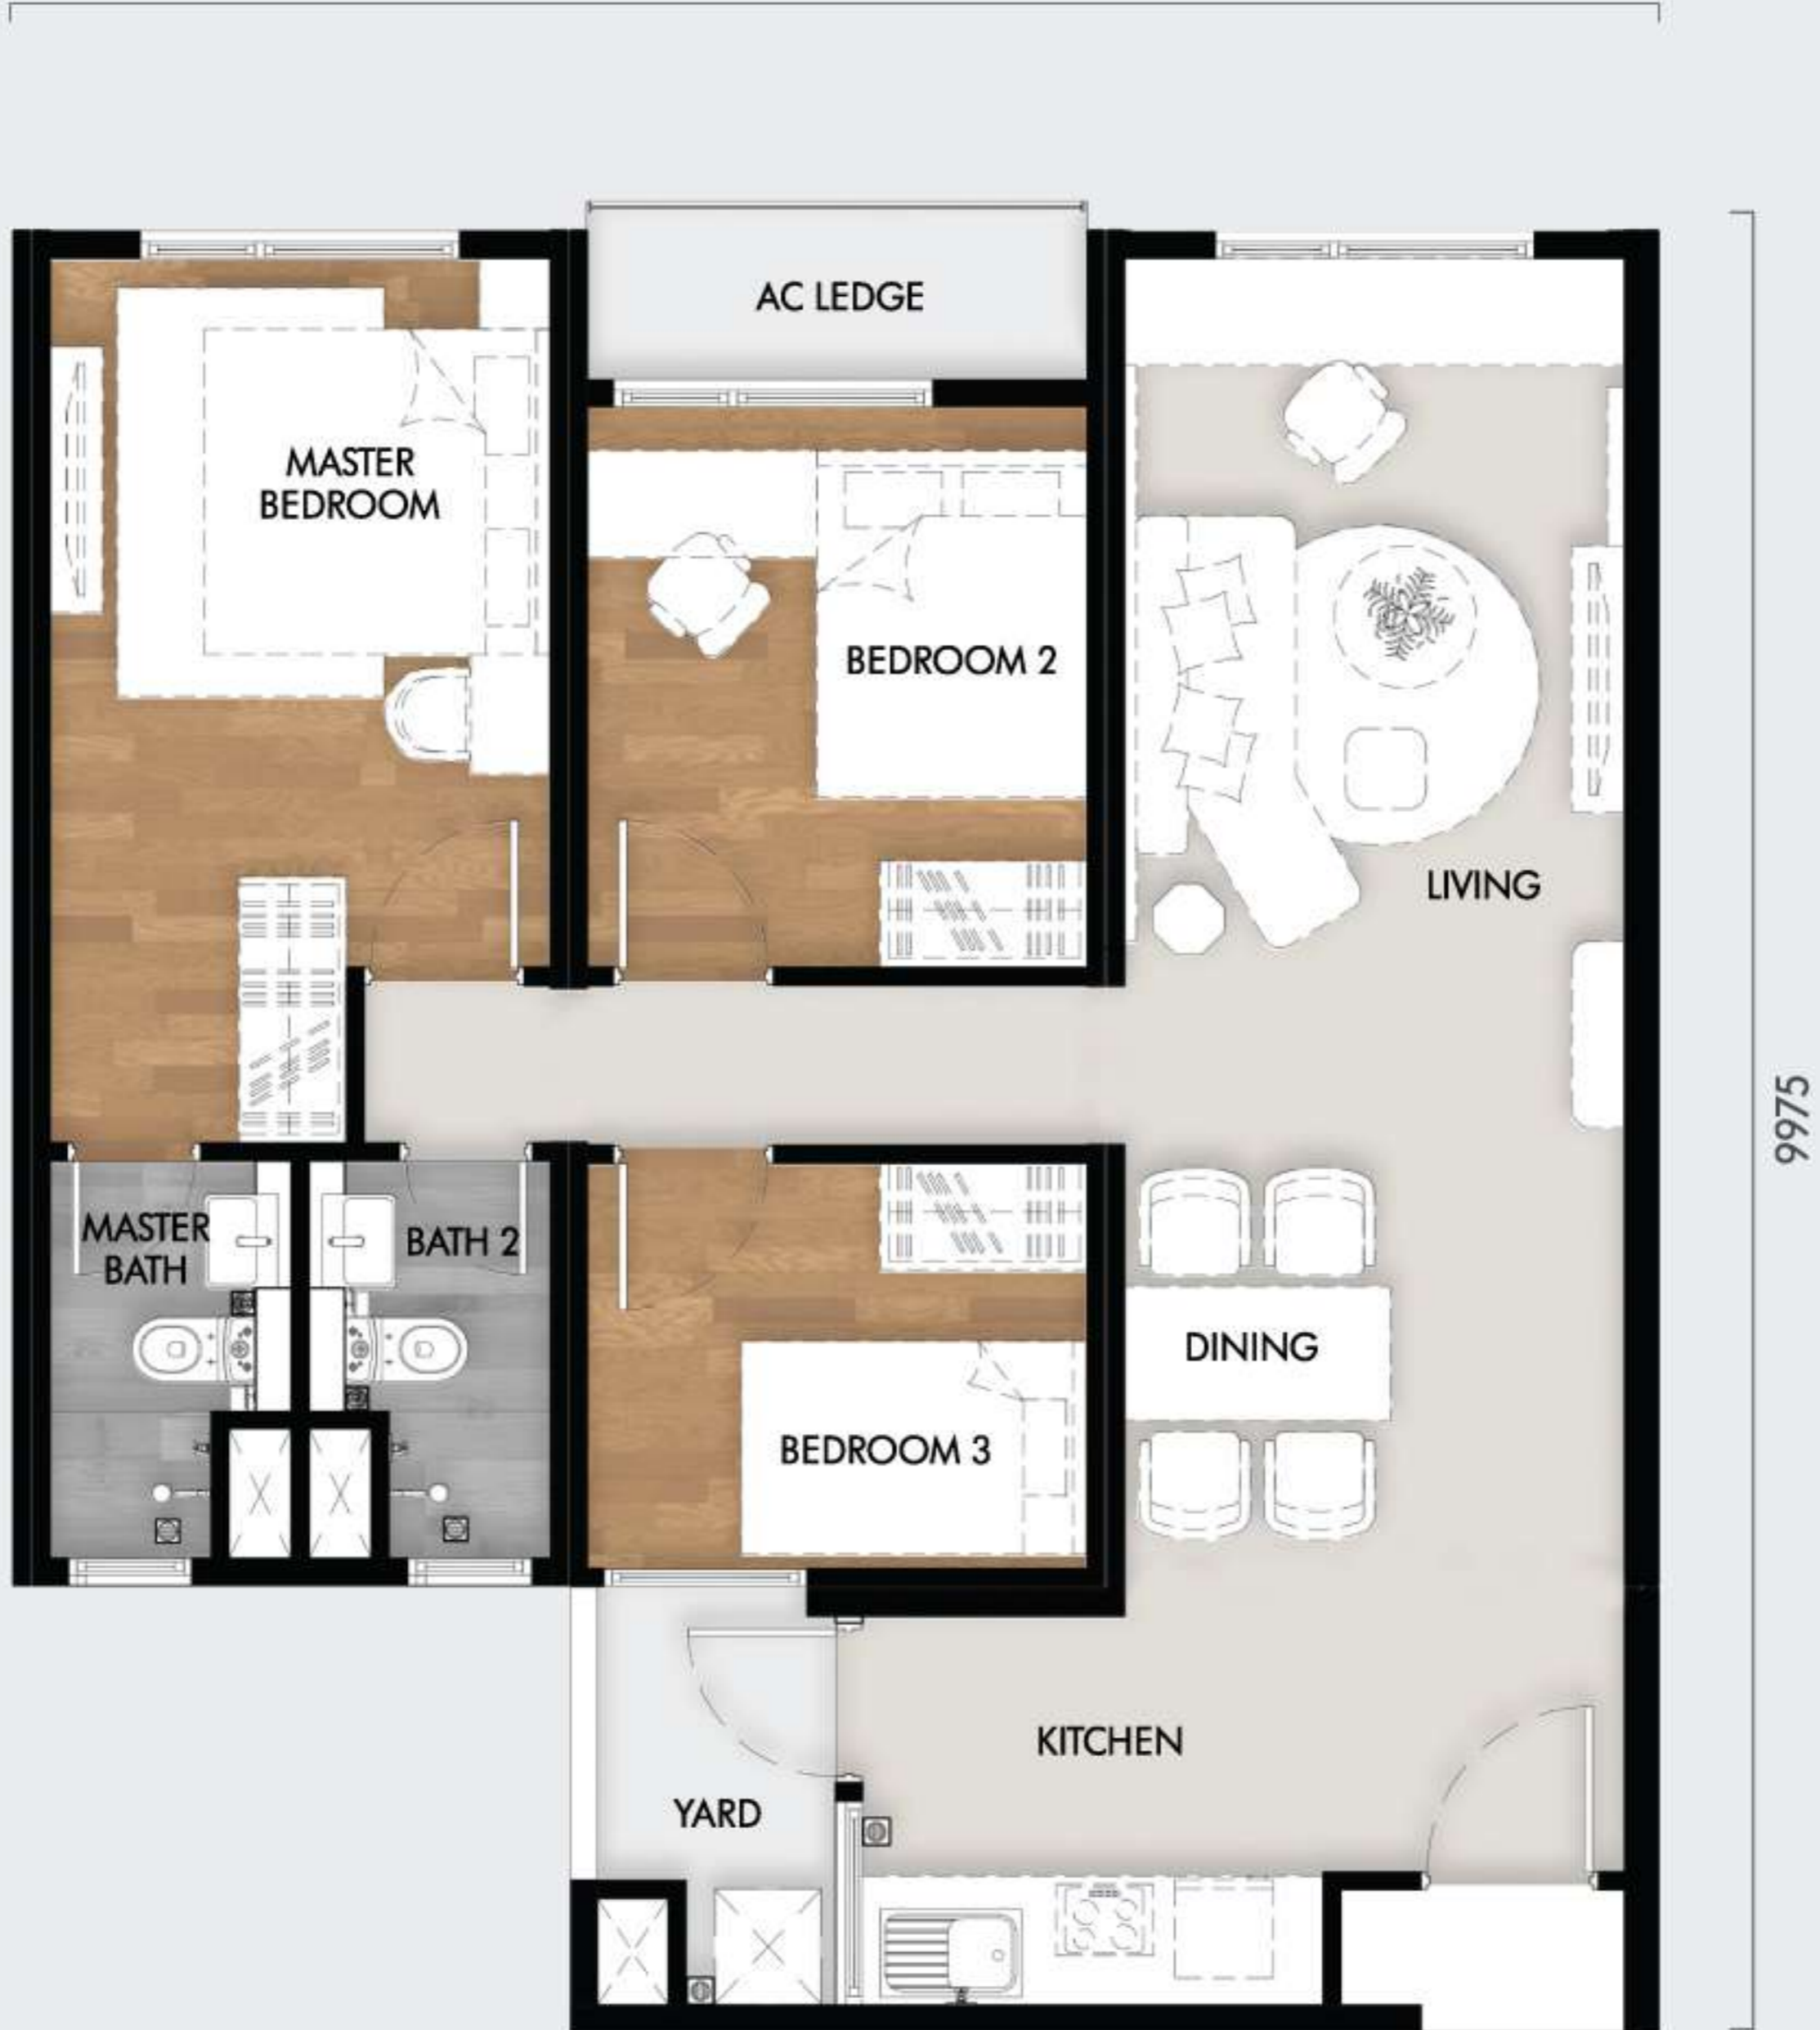 AC LEDGE
MASTER
BEDROOM
BEDROOM 2
LIVING
9975
MASTER
BATH
BATH 2
DINING
BEDROOM 3
KITCHEN
YARD